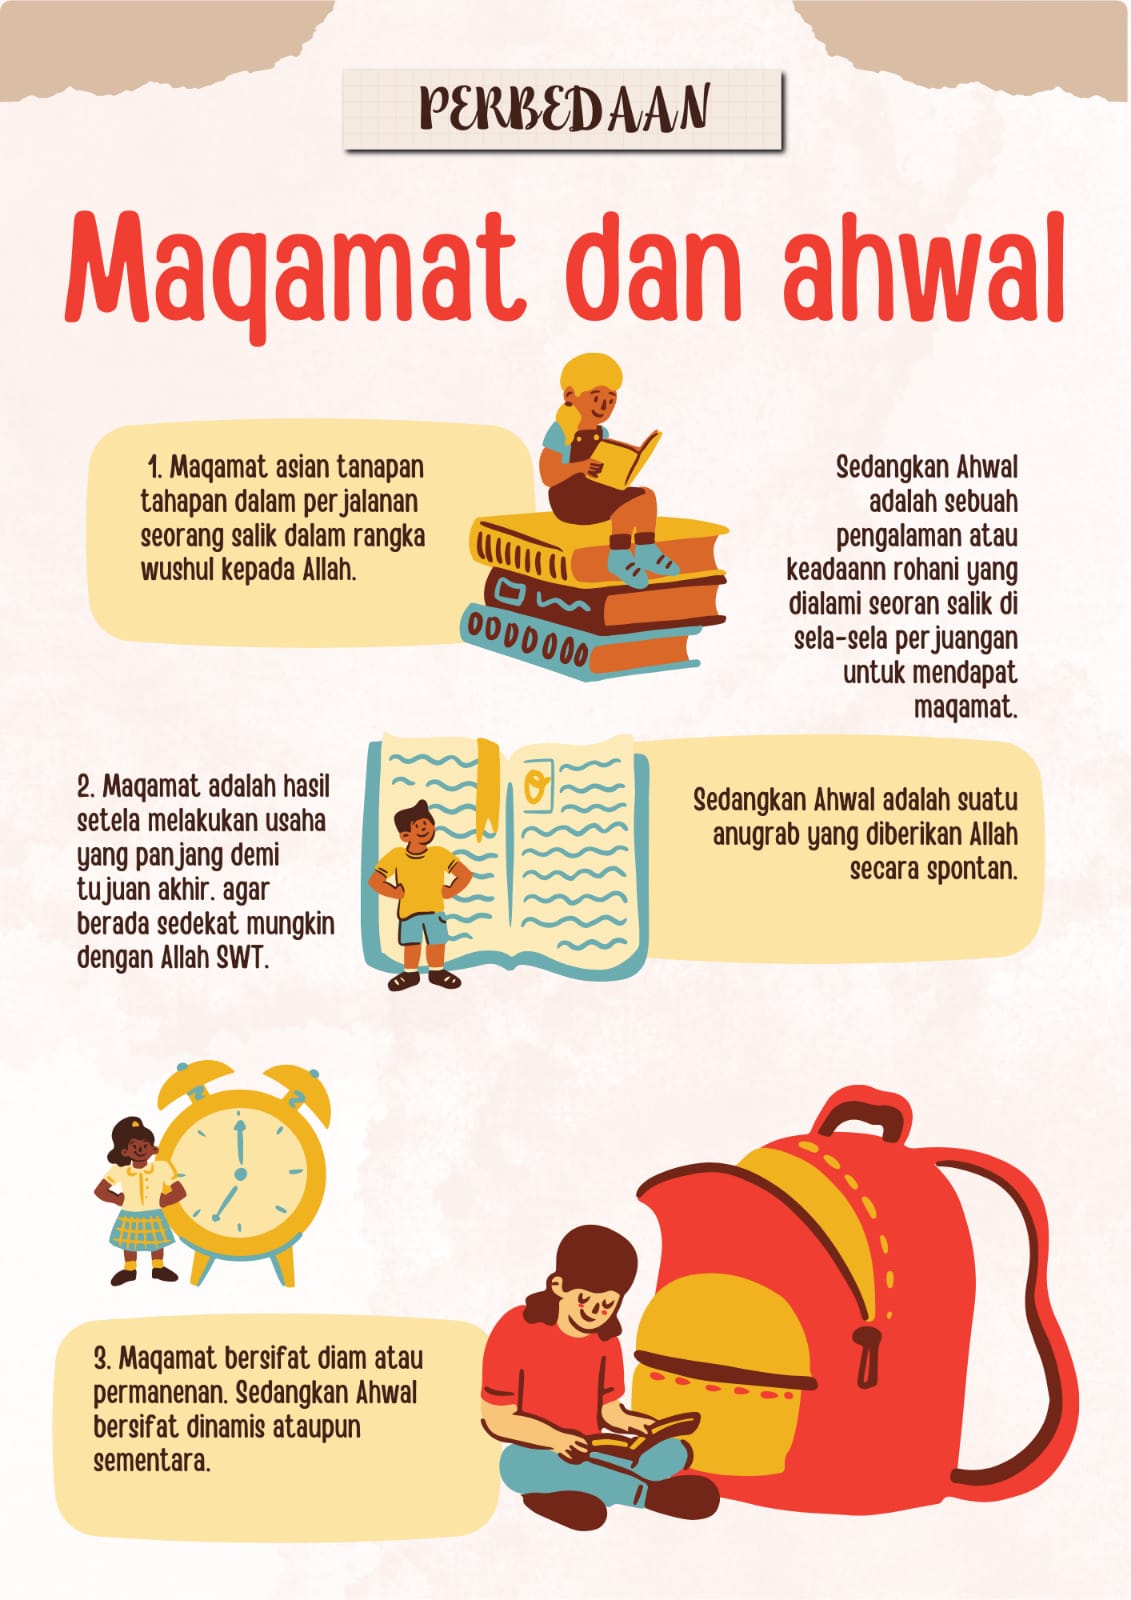 PERBEDAAN
Maqamat dan ahwal
1. Maqamat asian tanapan
tahapan dalam perjalanan
seorang salik dalam rangka
wushul kepada Allah.
Sedangkan Ahwal
adalah sebuah
pengalaman atau
keadaann rohani yang
dialami seoran salik di
sela-sela perjuangan
untuk mendapat
maqamat.
2. Maqamat adalah hasil
setela melakukan usaha
yang panjang demi
tujuan akhir. agar
berada sedekat mungkin
dengan Allah SWT.
Sedangkan Ahwal adalah suatu
anugrab yang diberikan Allah
secara spontan.
3. Maqamat bersifat diam atau
permanenan. Sedangkan Ahwal
bersifat dinamis ataupun
sementara.